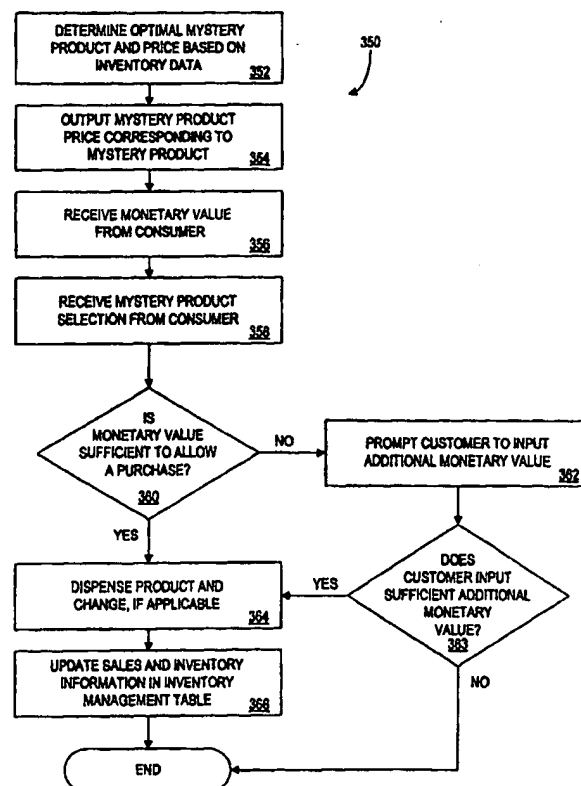 DETERMINE OPTIMAL MYSTERY
PRODUCT AND PRICE BASED ON
INVENTORY DATA
352
350
OUTPUT MYSTERY PRODUCT
PRICE CORRESPONDING TO
MYSTERY PRODUCT
354
RECEIVE MONETARY VALUE
FROM CONSUMER
356
RECEIVE MYSTERY PRODUCT
SELECTION FROM CONSUMER
358
IS
MONETARY VALUE
SUFFICIENT TO ALLOW
A PURCHASE?
360
NO
PROMPT CUSTOMER TO INPUT
ADDITIONAL MONETARY VALUE
362
YES
DOES
CUSTOMER INPUT
SUFFICIENT ADDITIONAL
MONETARY
VALUE?
363
YES
DISPENSE PRODUCT AND
CHANGE, IF APPLICABLE
364
NO
UPDATE SALES AND INVENTORY
INFORMATION IN INVENTORY
MANAGEMENT TABLE
366
END